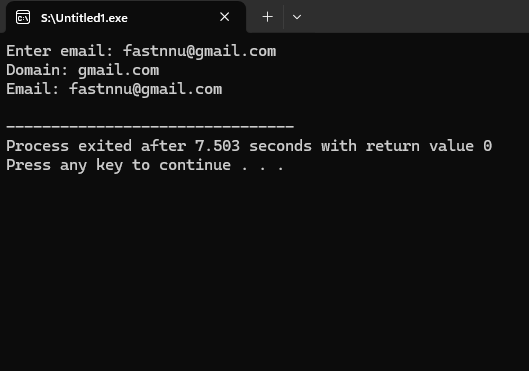 S:\Untitled1.exe
Enter email: fastnnu@gmail.com
Domain: gmail.com
Email: fastnnu@gmail.com
--------------------------------
Process exited after 7.503 seconds with return value 0
Press any key to continue . . .